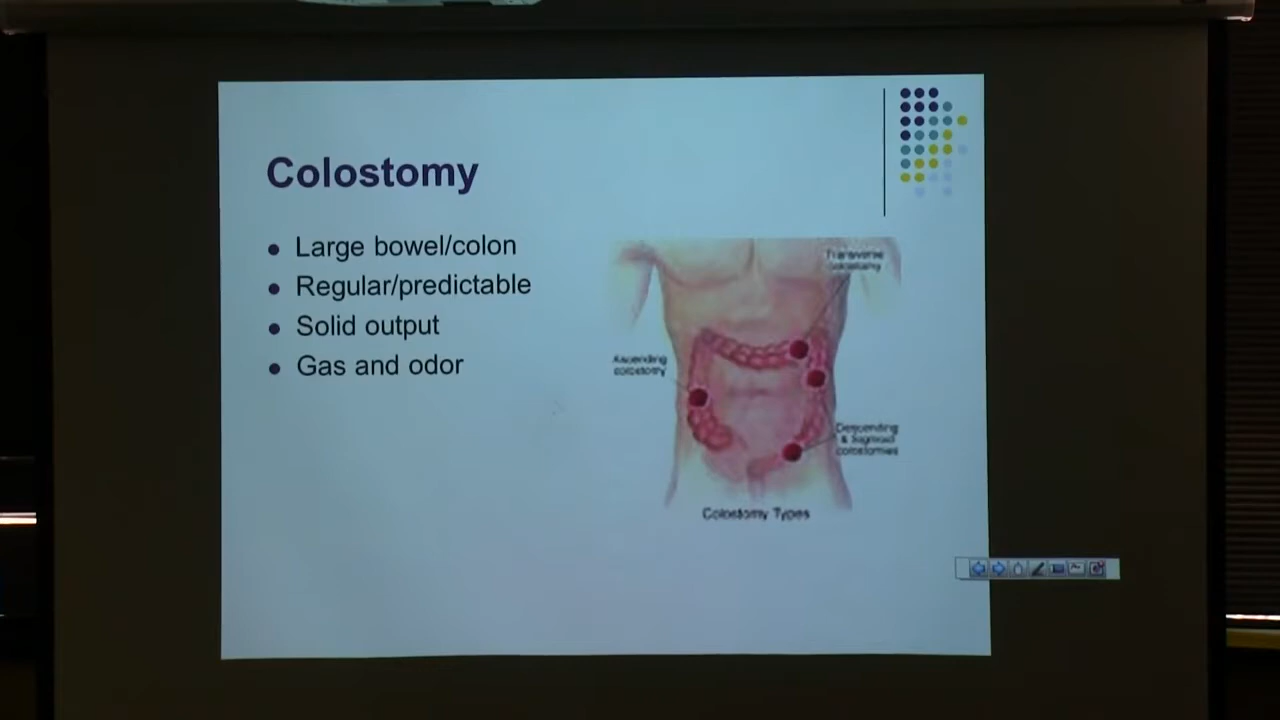 Colostomy
Large bowel/colon
Regular/predictable
Solid output
Gas and odor
Transverse
colostomy
Ascending
colostomy
Descending
& Sigmoid
colostomies
Colostomy Types